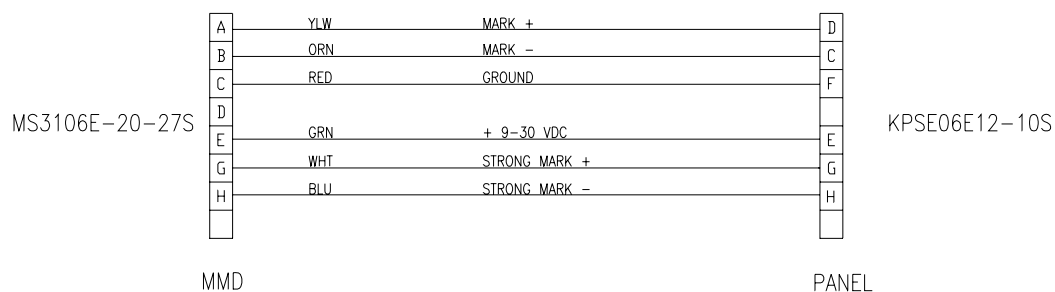 A YLW MARK + D
B ORN MARK - C
C RED GROUND F
D
MS3106E-20-27S KPSE06E12-10S
E GRN + 9-30 VDC E
G WHT STRONG MARK + G
H BLU STRONG MARK - H
MMD PANEL